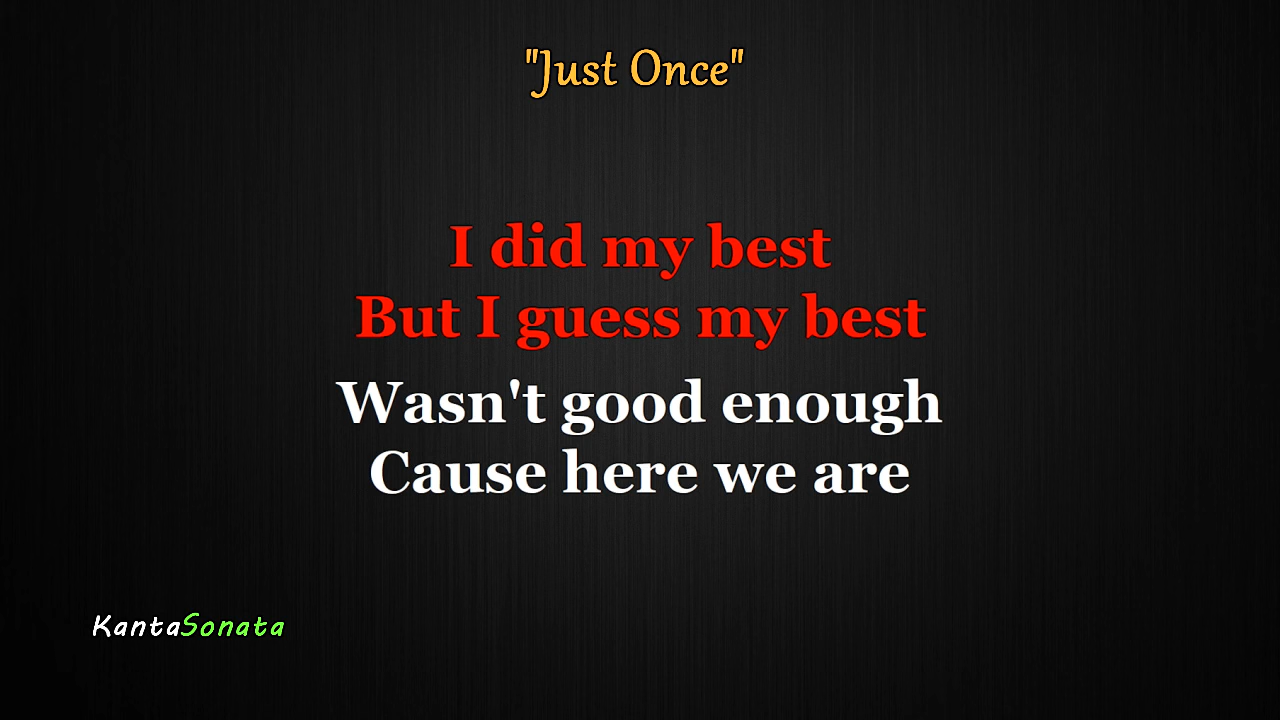 "Just Once"
I did my best
But I guess my best
Wasn't good enough
Cause here we are
KantaSonata